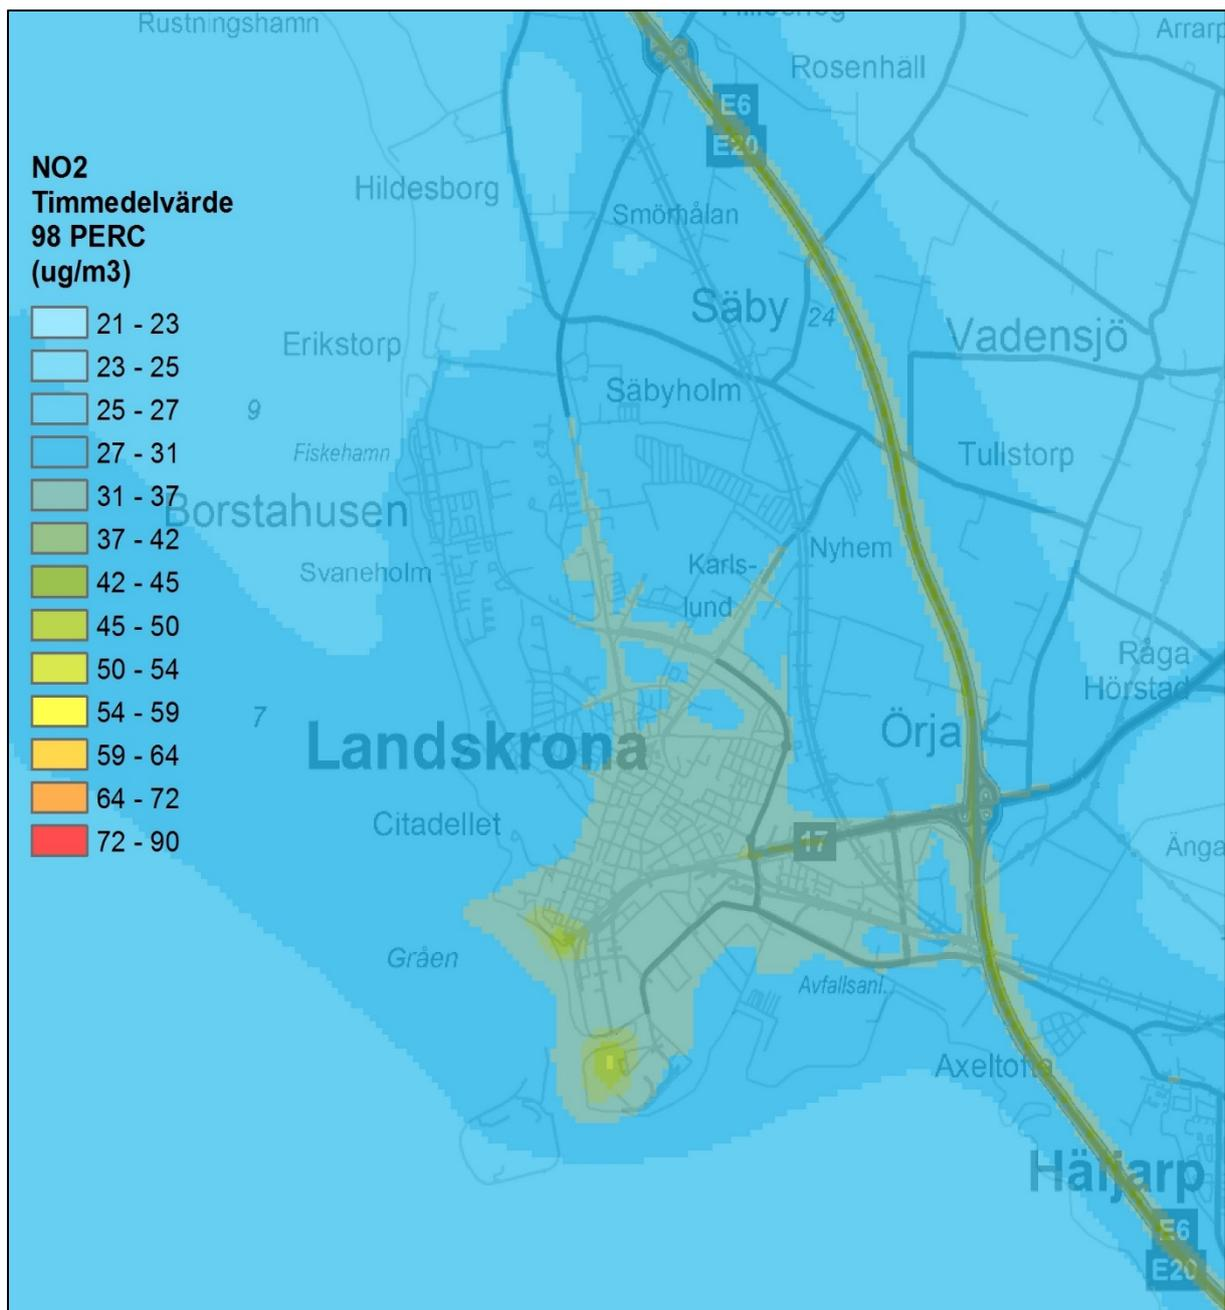 Rustningshamn
Rosenhäll
E6
E20
NO2
Timmedelvärde
98 PERC
(ug/m3)
Hildesborg
Smörhålan
21 - 23
23 - 25
25 - 27
27 - 31
31 - 37
37 - 42
42 - 45
45 - 50
50 - 54
54 - 59
59 - 64
64 - 72
72 - 90
Säby
24
Vadensjö
Erikstorp
Säbyholm
9
Fiskehamn
Tullstorp
Borstahusen
Nyhem
Svaneholm
Karls-
lund
Råga
Hörstad
7
Landskrona
Örja
Citadellet
17
Änga
Gråen
Avfallsanl..
Axeltofta
Häljarp
E6
E20